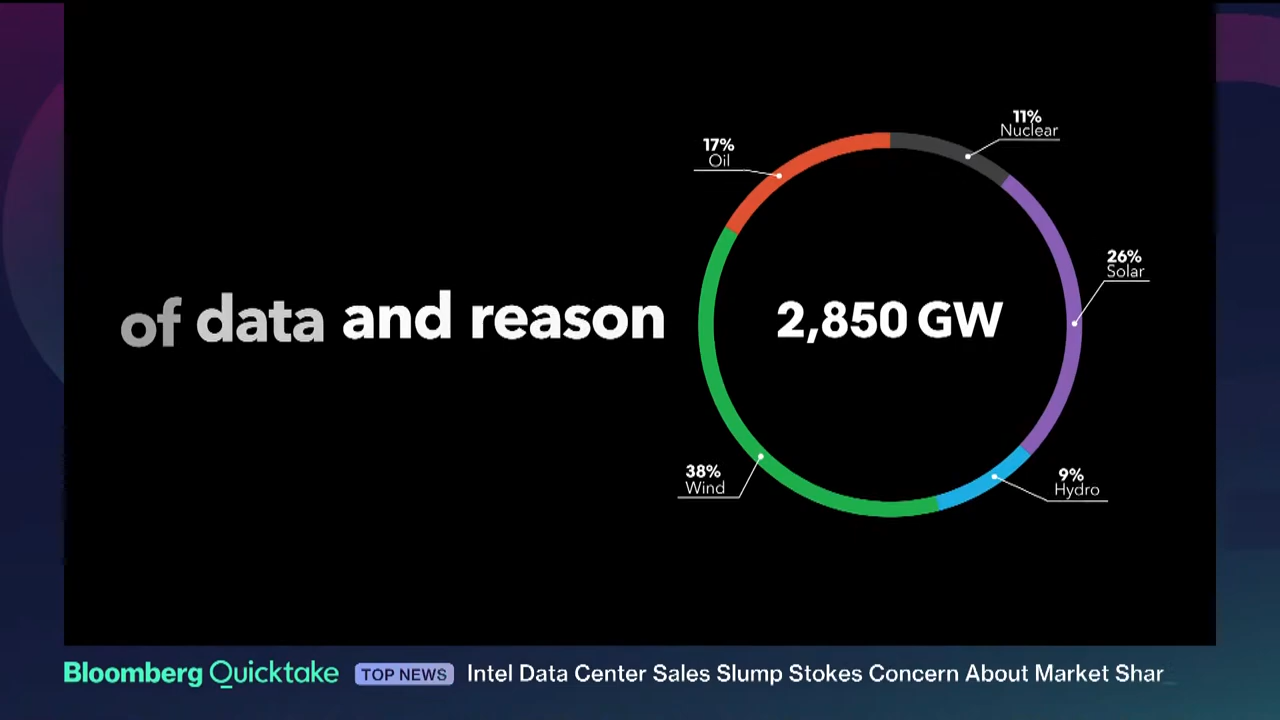 11%
Nuclear
17%
Oil
26%
Solar
of data and reason
2,850 GW
38%
Wind
9%
Hydro
Bloomberg Quicktake
TOP NEWS
Intel Data Center Sales Slump Stokes Concern About Market Shar